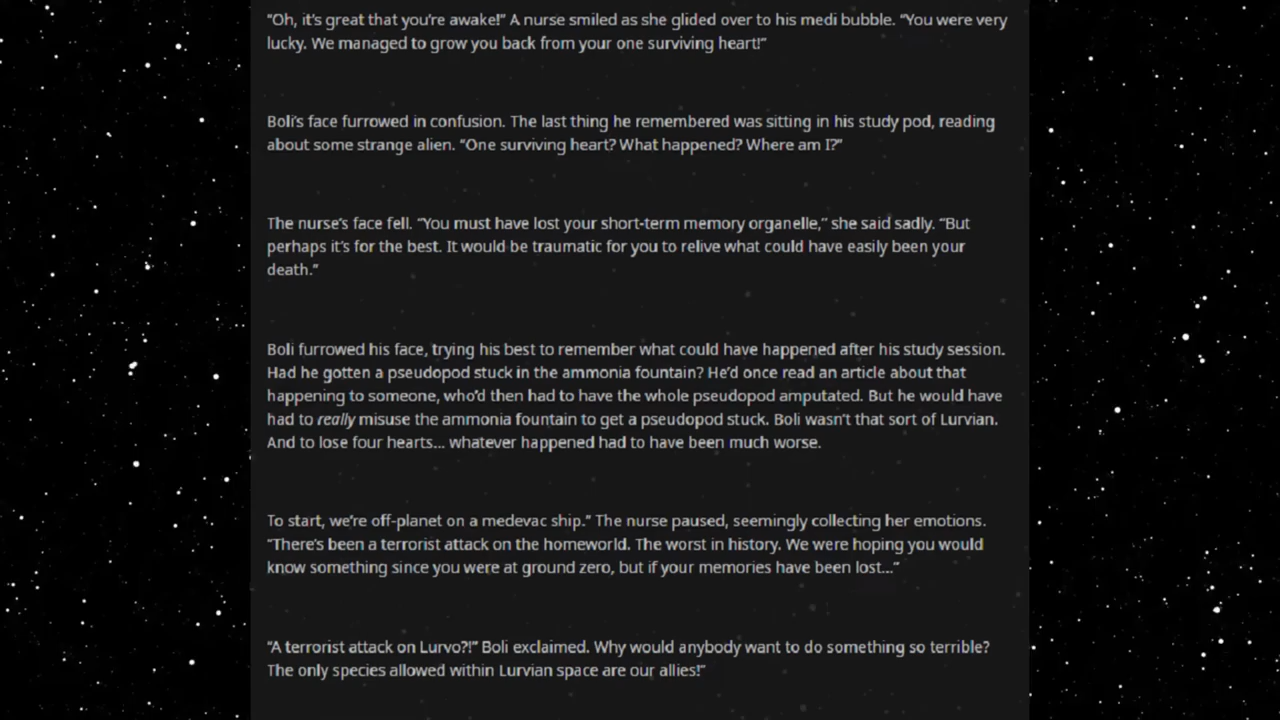 “Oh, it’s great that you’re awake!” A nurse smiled as she glided over to his medi bubble. “You were very
lucky. We managed to grow you back from your one surviving heart!”
Boli’s face furrowed in confusion. The last thing he remembered was sitting in his study pod, reading
about some strange alien. “One surviving heart? What happened? Where am I?”
The nurse’s face fell. “You must have lost your short-term memory organelle,” she said sadly. “But
perhaps it’s for the best. It would be traumatic for you to relive what could have easily been your
death.”
Boli furrowed his face, trying his best to remember what could have happened after his study session.
Had he gotten a pseudopod stuck in the ammonia fountain? He’d once read an article about that
happening to someone, who’d then had to have the whole pseudopod amputated. But he would have
had to really misuse the ammonia fountain to get a pseudopod stuck. Boli wasn’t that sort of Lurvian.
And to lose four hearts... whatever happened had to have been much worse.
To start, we’re off-planet on a medevac ship.” The nurse paused, seemingly collecting her emotions.
“There’s been a terrorist attack on the homeworld. The worst in history. We were hoping you would
know something since you were at ground zero, but if your memories have been lost...”
“A terrorist attack on Lurvo?!” Boli exclaimed. Why would anybody want to do something so terrible?
The only species allowed within Lurvian space are our allies!”